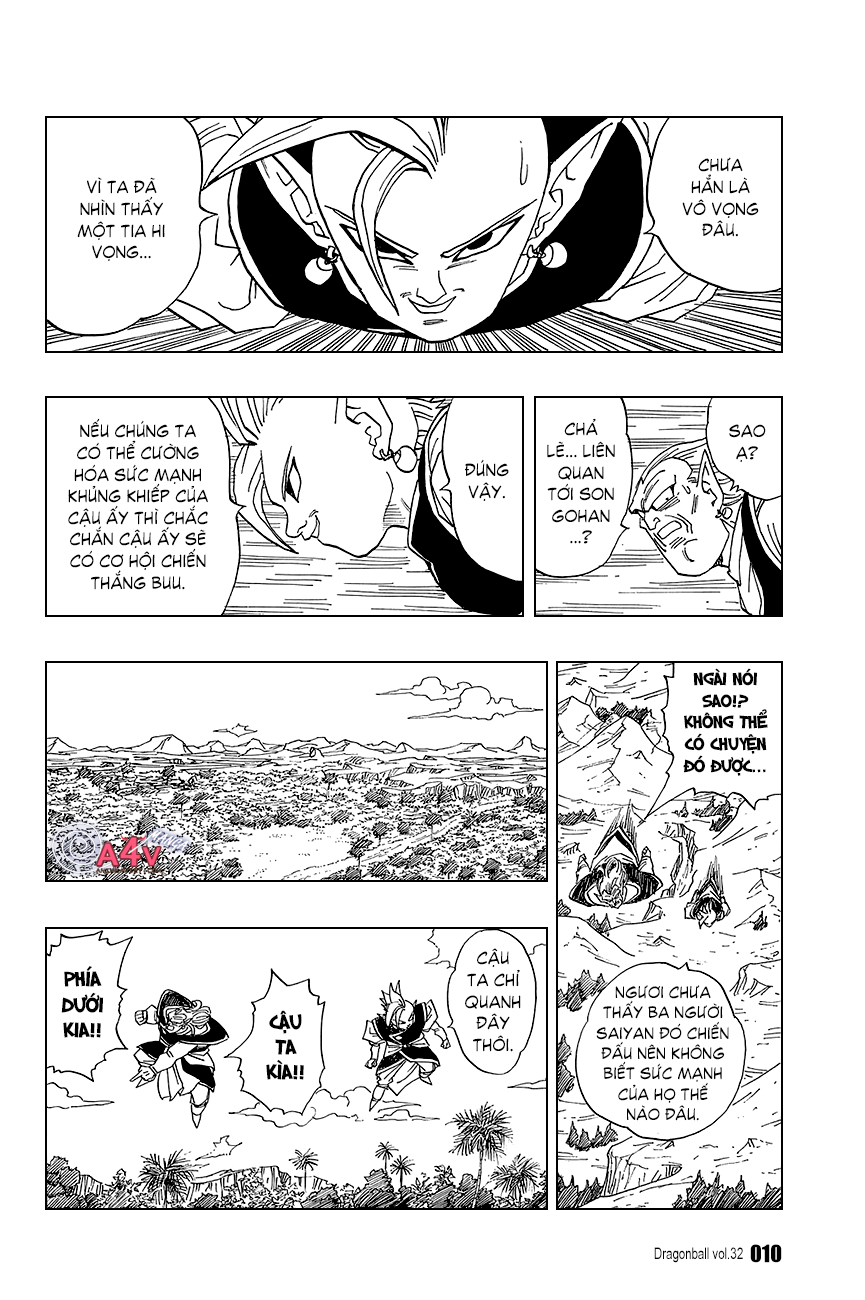 CHƯA
HẲN LÀ
VÔ VỌNG
ĐÂU.
VÌ TA ĐÃ
NHÌN THẤY
MỘT TIA HI
VỌNG...
SAO
Ạ?
CHẢ
LẼ... LIÊN
QUAN
TỚI SON
GOHAN
...?
ĐÚNG
VẬY.
NẾU CHÚNG TA
CÓ THỂ CƯỜNG
HÓA SỨC MẠNH
KHỦNG KHIẾP CỦA
CẬU ẤY THÌ CHẮC
CHẮN CẬU ẤY SẼ
CÓ CƠ HỘI CHIẾN
THẮNG BUU.
NGÀI NÓI
SAO!?
KHÔNG THỂ
CÓ CHUYỆN
ĐÓ ĐƯỢC...
NGƯƠI CHƯA
THẤY BA NGƯỜI
SAIYAN ĐÓ CHIẾN
ĐẤU NÊN KHÔNG
BIẾT SỨC MẠNH
CỦA HỌ THẾ
NÀO ĐÂU.
A4V
CẬU
TA CHỈ
QUANH
ĐÂY
THÔI.
CẬU
TA
KÌA!!
PHÍA
DƯỚI
KIA!!
Dragonball vol.32 010